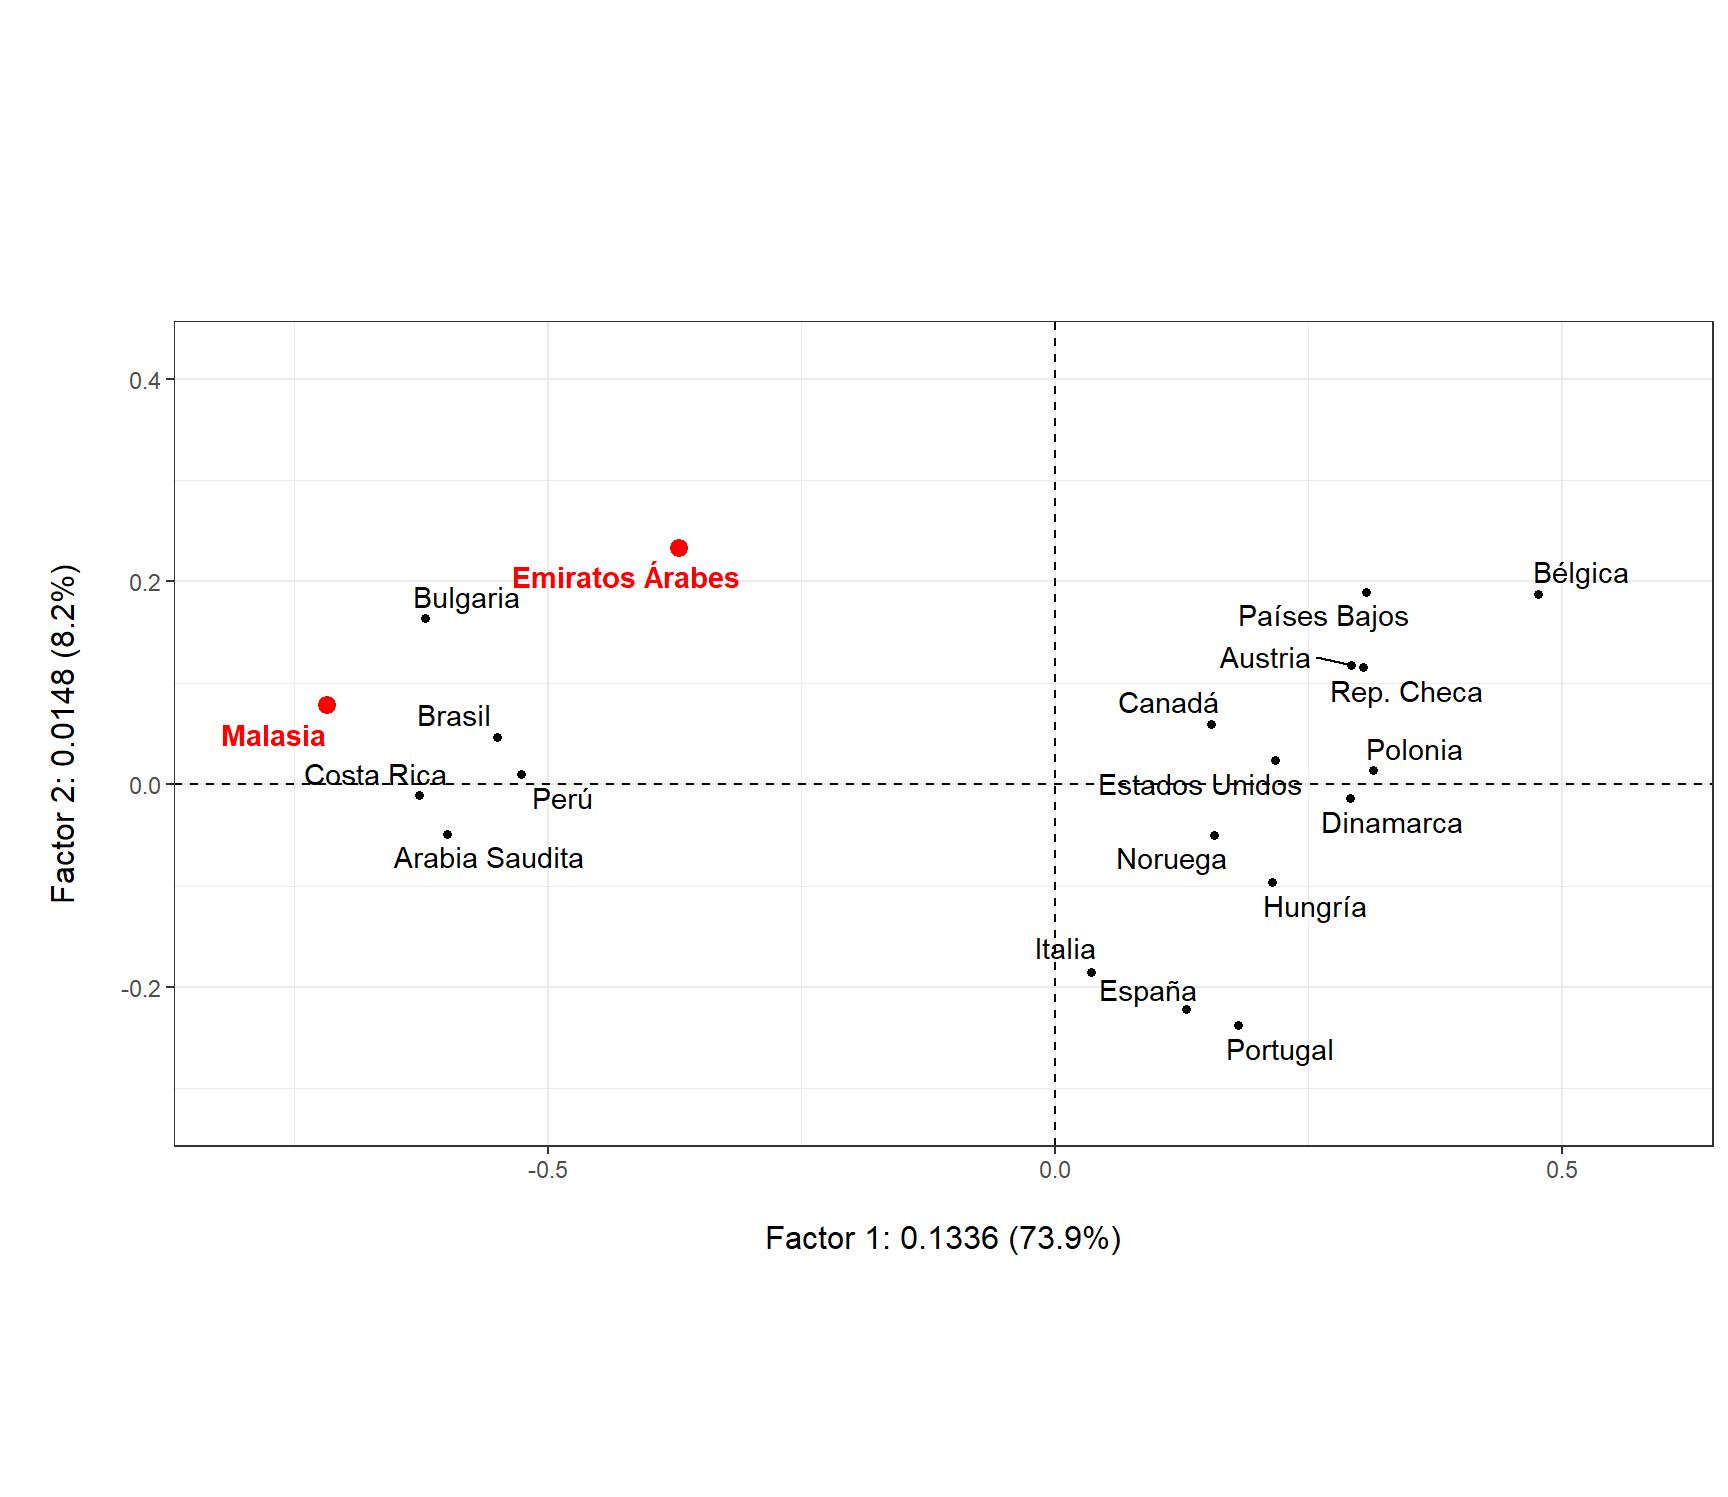 0.4
0.2
0.0
-0.2
Factor 2: 0.0148 (8.2%)
Emiratos Árabes
Bulgaria
Malasia
Brasil
Costa Rica
Perú
Arabia Saudita
Bélgica
Países Bajos
Austria
Rep. Checa
Canadá
Polonia
Estados Unidos
Dinamarca
Noruega
Hungría
Italia
España
Portugal
-0.5
0.0
0.5
Factor 1: 0.1336 (73.9%)